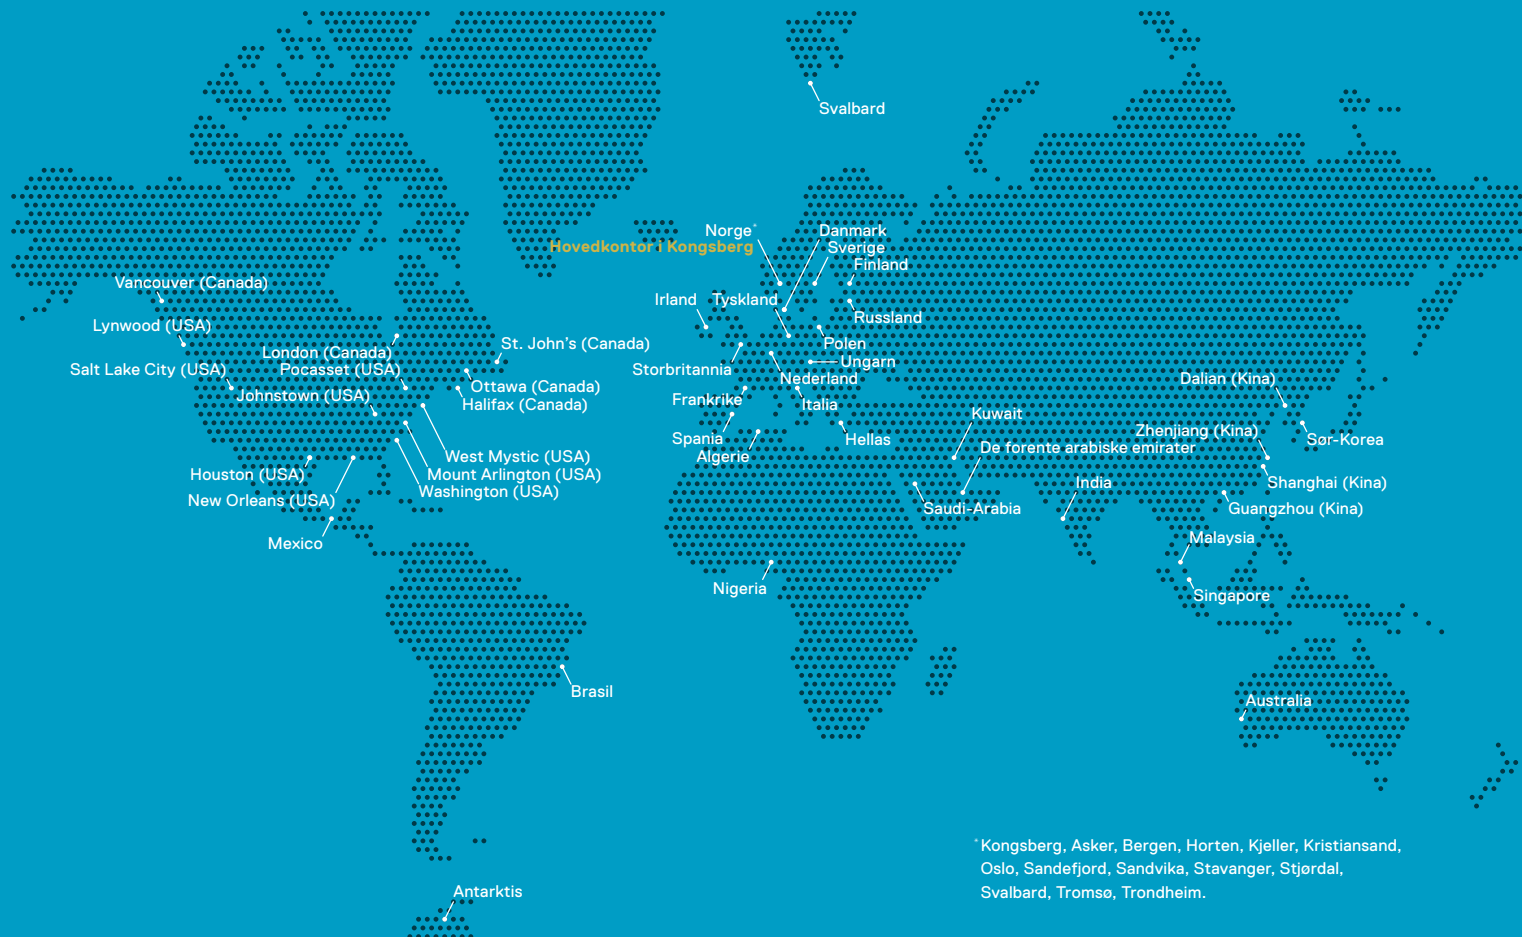 Svalbard
Norge*
Danmark
Hovedkontor i Kongsberg
Sverige
Finland
Vancouver (Canada)
Irland
Tyskland
Russland
Lynwood (USA)
St. John’s (Canada)
Polen
London (Canada)
Ungarn
Salt Lake City (USA)
Pocasset (USA)
Storbritannia
Nederland
Dalian (Kina)
Ottawa (Canada)
Johnstown (USA)
Frankrike
Halifax (Canada)
Italia
Kuwait
Zhenjiang (Kina)
Spania
Hellas
Sør-Korea
De forente arabiske emirater
West Mystic (USA)
Algerie
Houston (USA)
Mount Arlington (USA)
India
Shanghai (Kina)
Washington (USA)
New Orleans (USA)
Saudi-Arabia
Guangzhou (Kina)
Mexico
Malaysia
Nigeria
Singapore
Brasil
Australia
*Kongsberg, Asker, Bergen, Horten, Kjeller, Kristiansand,
Oslo, Sandefjord, Sandvika, Stavanger, Stjørdal,
Svalbard, Tromsø, Trondheim.
Antarktis